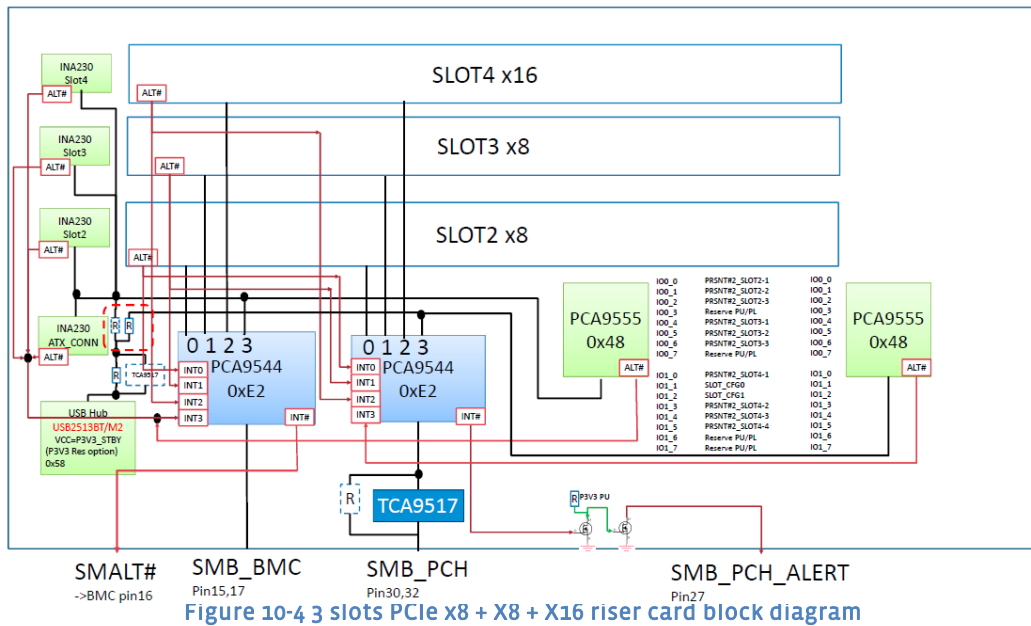 SLOT4 x16
INA230
Slot4
ALT#
ALT#
SLOT3 x8
INA230
Slot3
ALT#
ALT#
SLOT2 x8
INA230
Slot2
ALT#
ALT#
INA230
ATX_CONN
ALT#
R
R
R
TCA9517
USB Hub
USB2513BT/M2
VCC=P3V3_STBY
(P3V3 Res option)
0x58
0 1 2 3
PCA9544
0xE2
INT0
INT1
INT2
INT3
INT#
0 1 2 3
PCA9544
0xE2
INT0
INT1
INT2
INT3
INT#
PCA9555
0x48
ALT#
IO0_0 PRSNT#2_SLOT2-1 IO0_0
IO0_1 PRSNT#2_SLOT2-2 IO0_1
IO0_2 PRSNT#2_SLOT2-3 IO0_2
IO0_3 Reserve PU/PL IO0_3
IO0_4 PRSNT#2_SLOT3-1 IO0_4
IO0_5 PRSNT#2_SLOT3-2 IO0_5
IO0_6 PRSNT#2_SLOT3-3 IO0_6
IO0_7 Reserve PU/PL IO0_7
IO1_0 PRSNT#2_SLOT4-1 IO1_0
IO1_1 SLOT_CFG0 IO1_1
IO1_2 SLOT_CFG1 IO1_2
IO1_3 PRSNT#2_SLOT4-2 IO1_3
IO1_4 PRSNT#2_SLOT4-3 IO1_4
IO1_5 PRSNT#2_SLOT4-4 IO1_5
IO1_6 Reserve PU/PL IO1_6
IO1_7 Reserve PU/PL IO1_7
PCA9555
0x48
ALT#
R
TCA9517
R P3V3 PU
SMALT#
->BMC pin16
SMB_BMC
Pin15,17
SMB_PCH
Pin30,32
SMB_PCH_ALERT
Pin27
Figure 10-4 3 slots PCIe x8 + X8 + X16 riser card block diagram